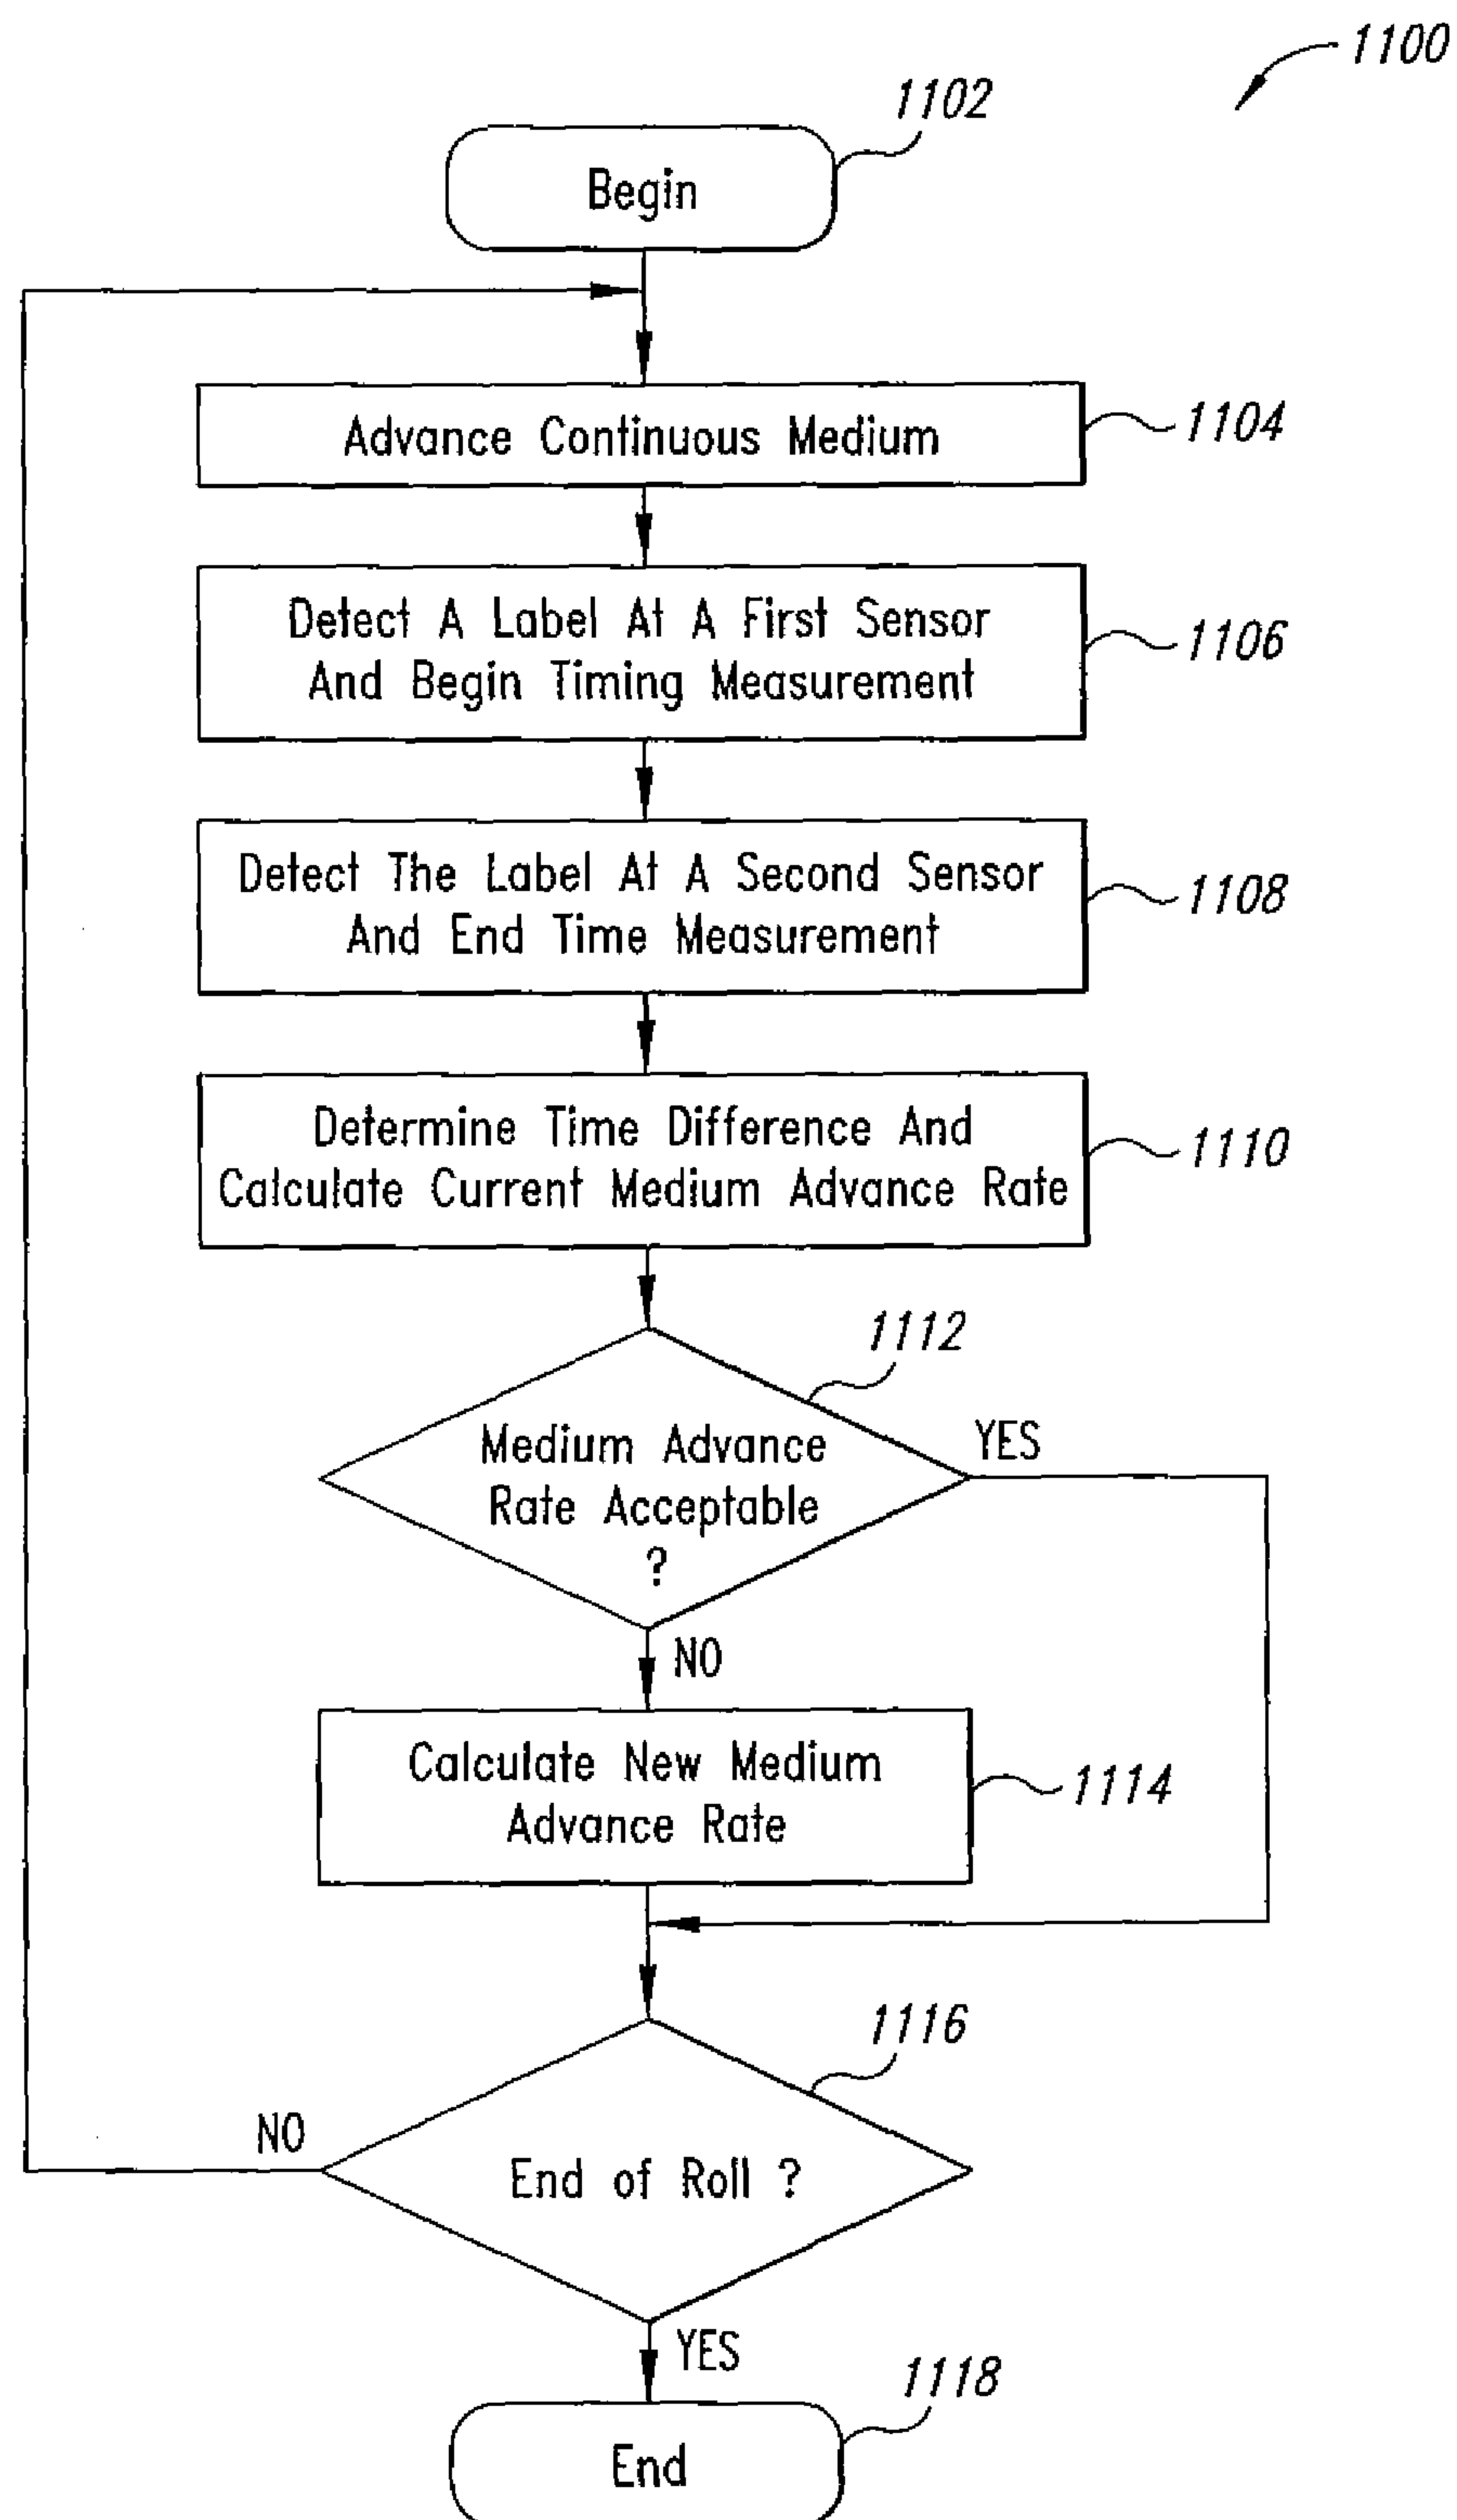 1100
1102
Begin
Advance Continuous Medium
1104
Detect A Label At A First Sensor
And Begin Timing Measurement
1106
Detect The Label At A Second Sensor
And End Time Measurement
1108
Determine Time Difference And
Calculate Current Medium Advance Rate
1110
1112
Medium Advance
Rate Acceptable
?
YES
NO
Calculate New Medium
Advance Rate
1114
1116
NO
End of Roll ?
YES
1118
End